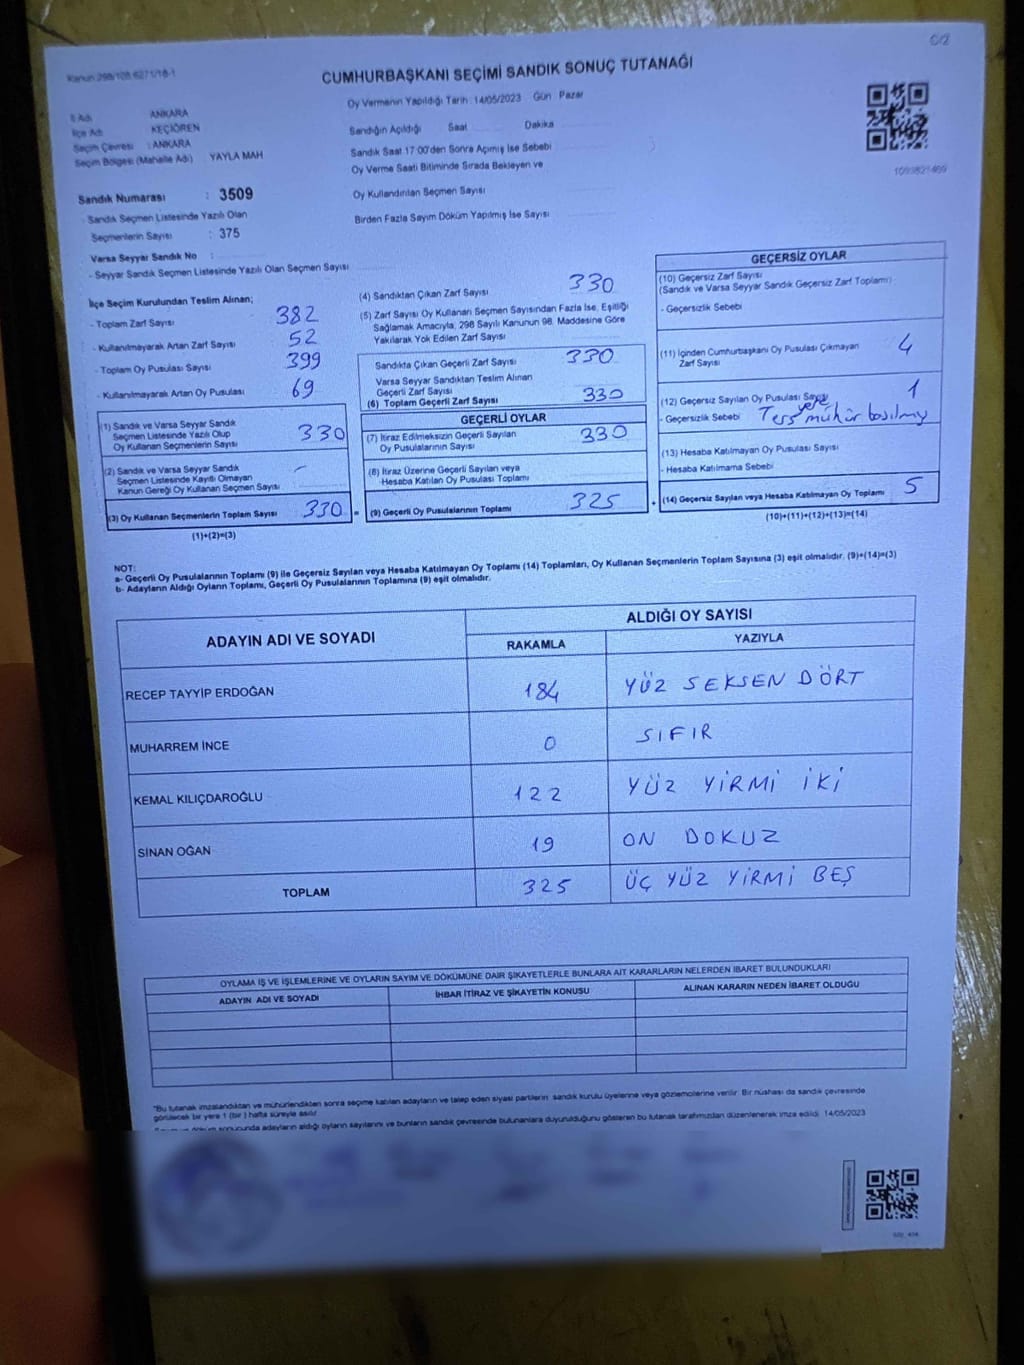 C/2
Kanun 298/108.6271/18-1
CUMHURBAŞKANI SEÇİMİ SANDIK SONUÇ TUTANAĞI
İl Adı ANKARA
İlçe Adı KEÇİÖREN
Seçim Çevresi : ANKARA
Seçim Bölgesi (Mahalle Adı) YAYLA MAH
Oy Vermenin Yapıldığı Tarih : 14/05/2023 Gün Pazar
Sandığın Açıldığı Saat Dakika
Sandık Saat 17:00'den Sonra Açımış İse Sebebi
Oy Verme Saati Bitiminde Sırada Bekleyen ve
Oy Kullandırılan Seçmen Sayısı
Birden Fazla Sayım Döküm Yapılmış İse Sayısı
1093821469
Sandık Numarası : 3509
- Sandık Seçmen Listesinde Yazılı Olan
Seçmenlerin Sayısı : 375
Varsa Seyyar Sandık No :
- Seyyar Sandık Seçmen Listesinde Yazılı Olan Seçmen Sayısı
İlçe Seçim Kurulundan Teslim Alınan;
- Toplam Zarf Sayısı 382
- Kullanılmayarak Artan Zarf Sayısı 52
- Toplam Oy Pusulası Sayısı 399
- Kullanılmayarak Artan Oy Pusulası 69
(1) Sandık ve Varsa Seyyar Sandık
Seçmen Listesinde Yazılı Olup
Oy Kullanan Seçmenlerin Sayısı 330
(2) Sandık ve Varsa Seyyar Sandık
Seçmen Listesinde Kayıtlı Olmayan
Kanun Gereği Oy Kullanan Seçmen Sayısı -
(3) Oy Kullanan Seçmenlerin Toplam Sayısı 330 =
(1)+(2)=(3)
(4) Sandıktan Çıkan Zarf Sayısı 330
(5) Zarf Sayısı Oy Kullanan Seçmen Sayısından Fazla İse, Eşitliği
Sağlamak Amacıyla, 298 Sayılı Kanunun 98. Maddesine Göre
Yakılarak Yok Edilen Zarf Sayısı
Sandıkta Çıkan Geçerli Zarf Sayısı 330
Varsa Seyyar Sandıktan Teslim Alınan
Geçerli Zarf Sayısı
(6) Toplam Geçerli Zarf Sayısı 330
GEÇERLİ OYLAR
(7) İtiraz Edilmeksizin Geçerli Sayılan
Oy Pusulalarının Sayısı 330
(8) İtiraz Üzerine Geçerli Sayılan veya
Hesaba Katılan Oy Pusulası Toplamı
(9) Geçerli Oy Pusulalarının Toplamı 325 +
GEÇERSİZ OYLAR
(10) Geçersiz Zarf Sayısı
(Sandık ve Varsa Seyyar Sandık Geçersiz Zarf Toplamı)
- Geçersizlik Sebebi
(11) İçinden Cumhurbaşkanı Oy Pusulası Çıkmayan
Zarf Sayısı 4
(12) Geçersiz Sayılan Oy Pusulası Sayısı 1
- Geçersizlik Sebebi Ters yere mühür basılmış
(13) Hesaba Katılmayan Oy Pusulası Sayısı
- Hesaba Katılmama Sebebi
(14) Geçersiz Sayılan veya Hesaba Katılmayan Oy Toplamı 5
(10)+(11)+(12)+(13)=(14)
NOT:
a- Geçerli Oy Pusulalarının Toplamı (9) ile Geçersiz Sayılan veya Hesaba Katılmayan Oy Toplamı (14) Toplamları, Oy Kullanan Seçmenlerin Toplam Sayısına (3) eşit olmalıdır. (9)+(14)=(3)
b- Adayların Aldığı Oyların Toplamı, Geçerli Oy Pusulalarının Toplamına (9) eşit olmalıdır.
ADAYIN ADI VE SOYADI ALDIĞI OY SAYISI
RAKAMLA YAZIYLA
RECEP TAYYİP ERDOĞAN 184 YÜZ SEKSEN DÖRT
MUHARREM İNCE 0 SIFIR
KEMAL KILIÇDAROĞLU 122 YÜZ YİRMİ İKİ
SİNAN OĞAN 19 ON DOKUZ
TOPLAM 325 ÜÇ YÜZ YİRMİ BEŞ
OYLAMA İŞ VE İŞLEMLERİNE VE OYLARIN SAYIM VE DÖKÜMÜNE DAİR ŞİKAYETLERLE BUNLARA AİT KARARLARIN NELERDEN İBARET BULUNDUKLARI
ADAYIN ADI VE SOYADI İHBAR İTİRAZ VE ŞİKAYETİN KONUSU ALINAN KARARIN NEDEN İBARET OLDUĞU
"Bu tutanak imzalandıktan ve mühürlendikten sonra seçime katılan adayların ve talep eden siyasi partilerin sandık kurulu üyelerine veya gözlemcilerine verilir. Bir nüshası da sandık çevresinde
görülecek bir yere 1 (bir ) hafta süreyle asılır
döküm sonucunda adayların aldığı oyların sayılarını ve bunların sandık çevresinde bulunanlara duyurulduğunu gösteren bu tutanak tarafımızdan düzenlenerek imza edildi. 14/05/2023